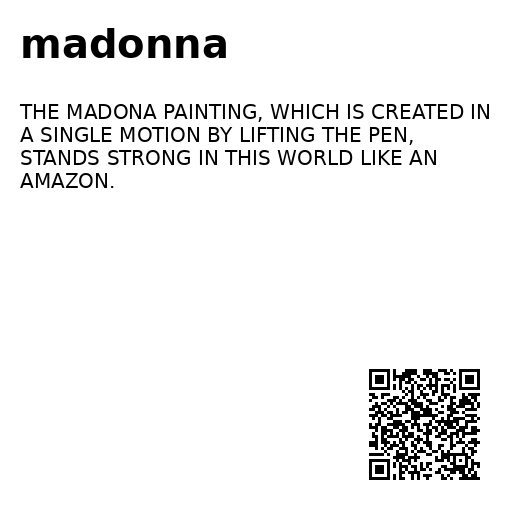 madonna
THE MADONA PAINTING, WHICH IS CREATED IN
A SINGLE MOTION BY LIFTING THE PEN,
STANDS STRONG IN THIS WORLD LIKE AN
AMAZON.